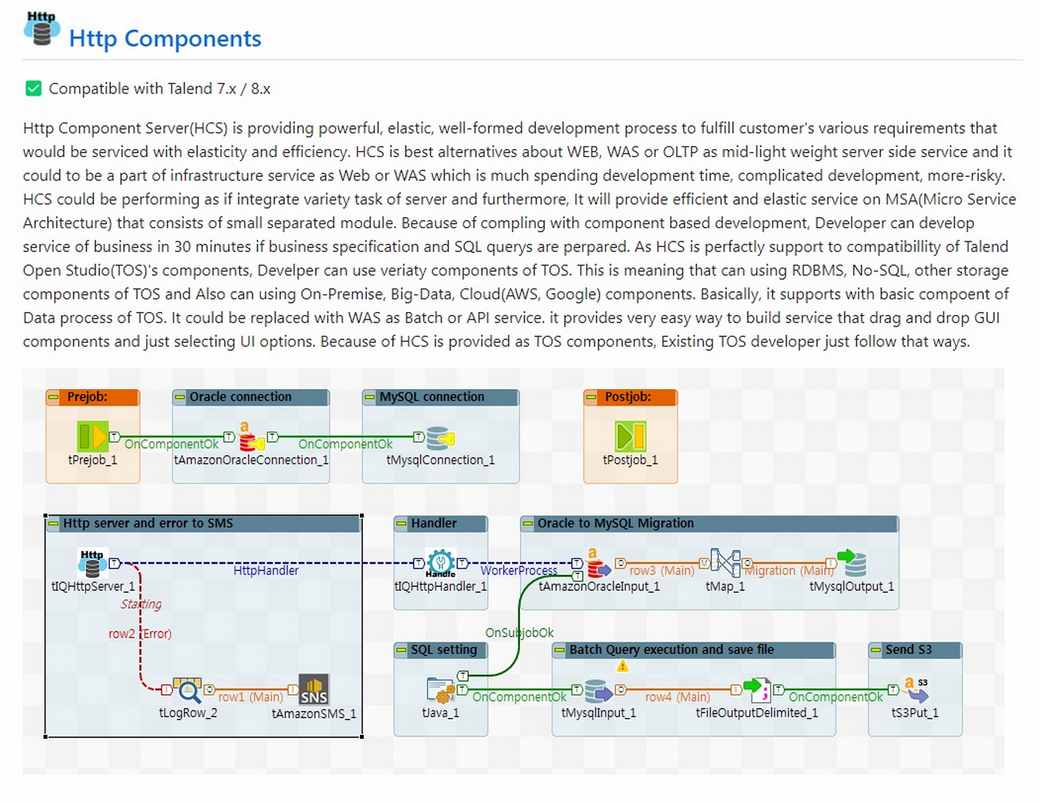 Http
Http Components
Compatible with Talend 7.x / 8.x
Http Component Server(HCS) is providing powerful, elastic, well-formed development process to fulfill customer's various requirements that
would be serviced with elasticity and efficiency. HCS is best alternatives about WEB, WAS or OLTP as mid-light weight server side service and it
could to be a part of infrastructure service as Web or WAS which is much spending development time, complicated development, more-risky.
HCS could be performing as if integrate variety task of server and furthermore, It will provide efficient and elastic service on MSA(Micro Service
Architecture) that consists of small separated module. Because of compling with component based development, Developer can develop
service of business in 30 minutes if business specification and SQL querys are perpared. As HCS is perfactly support to compatibillity of Talend
Open Studio(TOS)'s components, Develper can use veriaty components of TOS. This is meaning that can using RDBMS, No-SQL, other storage
components of TOS and Also can using On-Premise, Big-Data, Cloud(AWS, Google) components. Basically, it supports with basic compoent of
Data process of TOS. It could be replaced with WAS as Batch or API service. it provides very easy way to build service that drag and drop GUI
components and just selecting UI options. Because of HCS is provided as TOS components, Existing TOS developer just follow that ways.
Prejob: Oracle connection MySQL connection Postjob:
a
OnComponentOk OnComponentOk
tPrejob_1 tAmazonOracleConnection_1 tMysqlConnection_1 tPostjob_1
Http server and error to SMS Handler Oracle to MySQL Migration
Http a
HttpHandler Handle WorkerProcess row3 (Main) Migration (Main)
tIQHttpServer_1 tIQHttpHandler_1 tAmazonOracleInput_1 tMap_1 tMysqlOutput_1
Starting
row2 (Error) OnSubjobOk
SQL setting Batch Query execution and save file Send S3
SNS a S3
row1 (Main) OnComponentOk row4 (Main) OnComponentOk
tLogRow_2 tAmazonSMS_1 tJava_1 tMysqlInput_1 tFileOutputDelimited_1 tS3Put_1